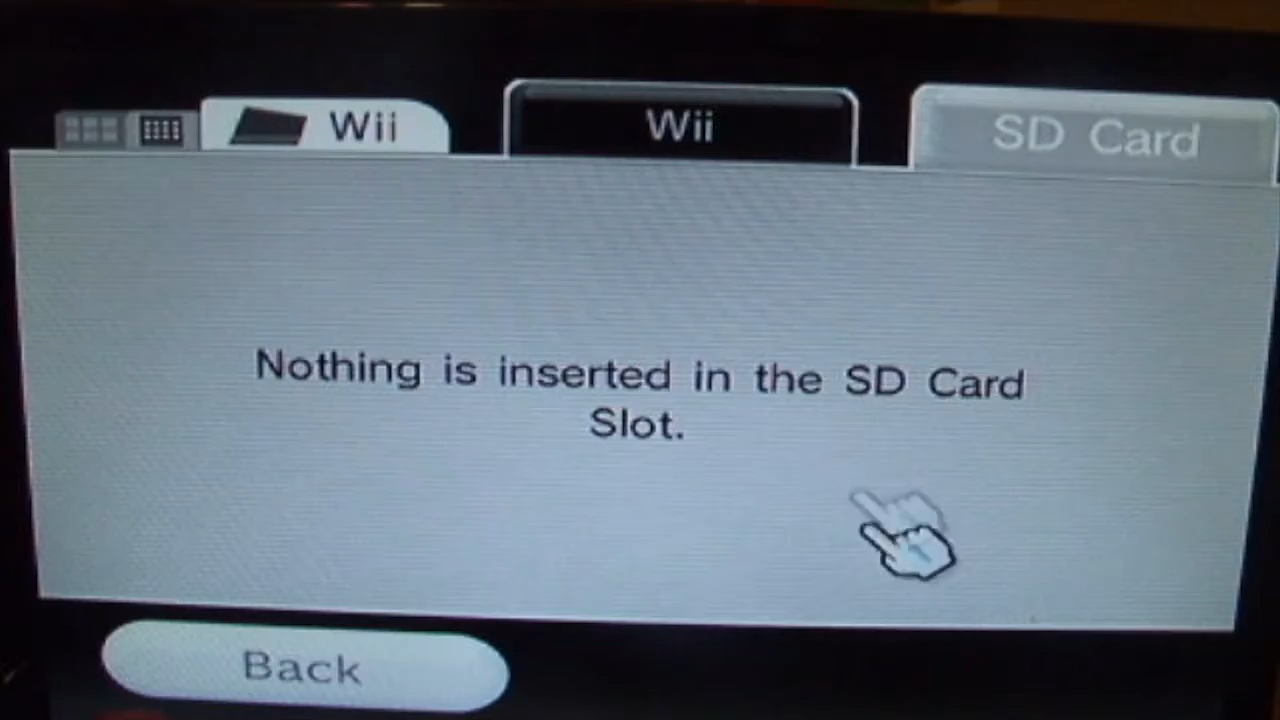 Wii
Wii
SD Card
Nothing is inserted in the SD Card
Slot.
Back